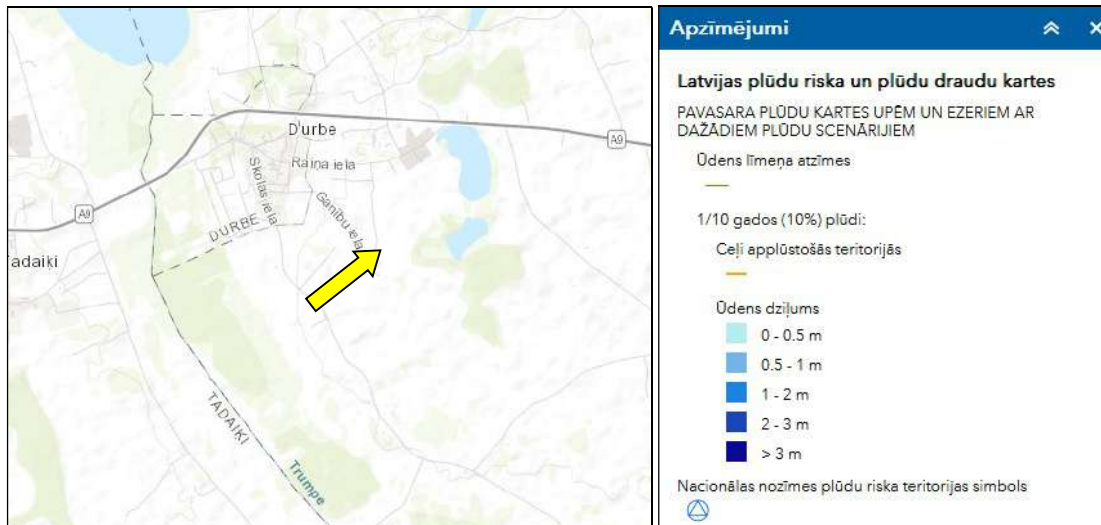 D'urbe
A9
Raiņa iela
Skolas iela
Ganību iela
A9
DURBE
Tadaiķi
TADAIĶI
Trumpe
Apzīmējumi
Latvijas plūdu riska un plūdu draudu kartes
PAVASARA PLŪDU KARTES UPĒM UN EZERIEM AR
DAŽĀDIEM PLŪDU SCENĀRIJIEM
Ūdens līmeņa atzīmes
1/10 gados (10%) plūdi:
Ceļi applūstošās teritorijās
Ūdens dziļums
0 - 0.5 m
0.5 - 1 m
1 - 2 m
2 - 3 m
> 3 m
Nacionālas nozīmes plūdu riska teritorijas simbols